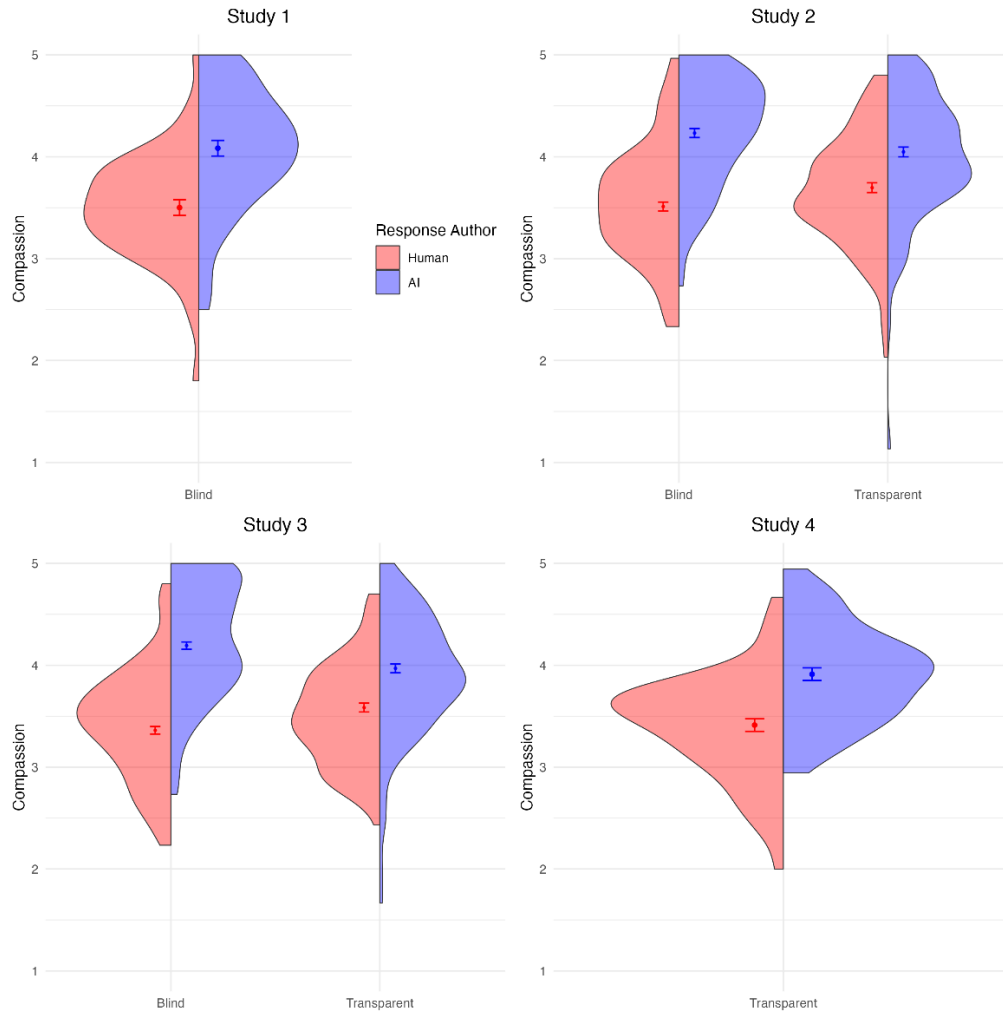 Study 1
5
4
3
2
1
Compassion
Blind
Response Author
Human
AI
Study 2
5
4
3
2
1
Compassion
Blind Transparent
Study 3
5
4
3
2
1
Compassion
Blind Transparent
Study 4
5
4
3
2
1
Compassion
Transparent